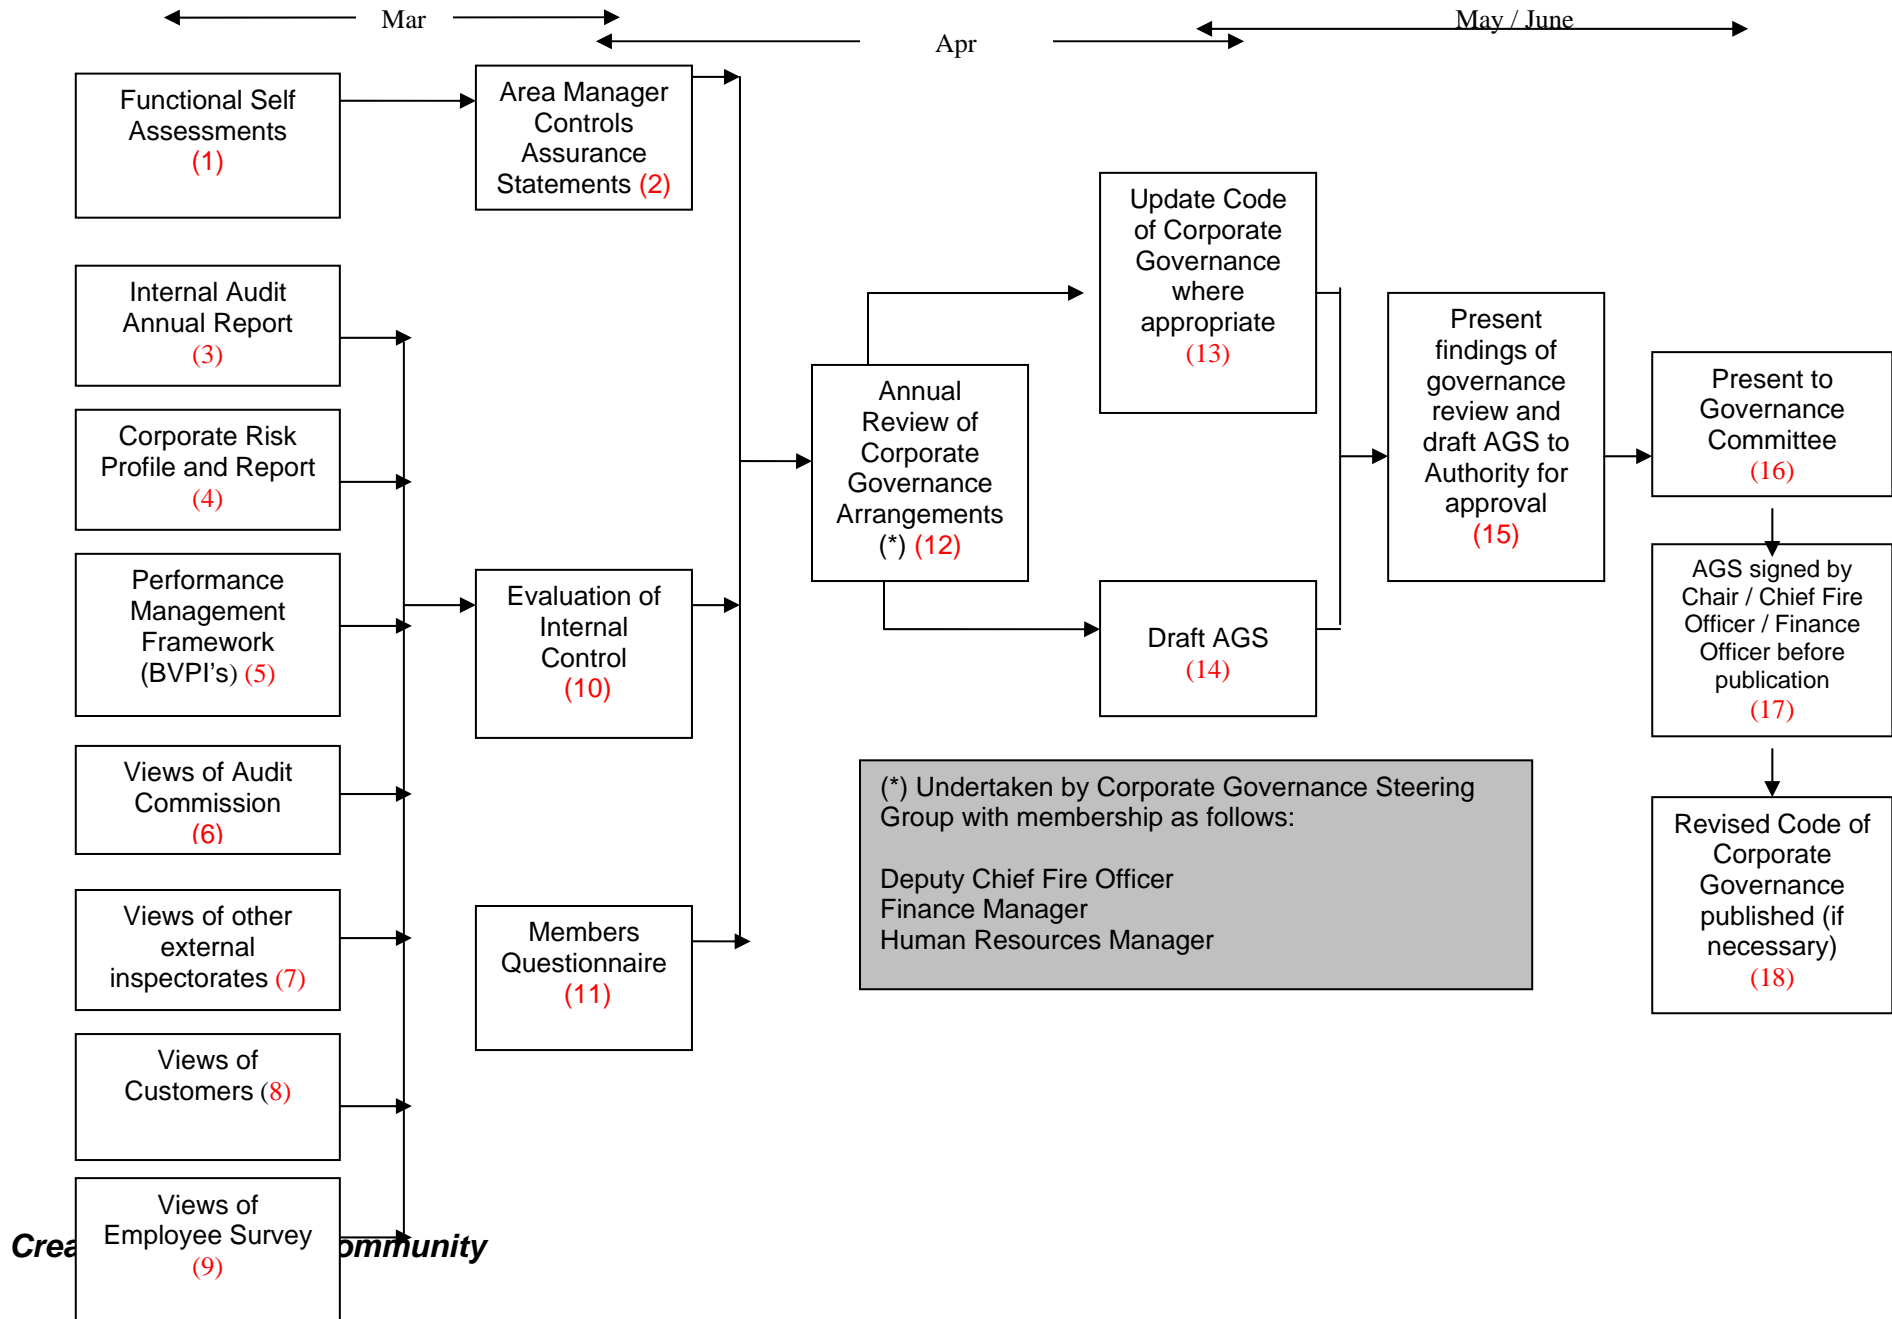 Mar
Apr
May / June
Functional Self
Assessments
(1)
Area Manager
Controls
Assurance
Statements (2)
Internal Audit
Annual Report
(3)
Corporate Risk
Profile and Report
(4)
Performance
Management
Framework
(BVPI's) (5)
Views of Audit
Commission
(6)
Views of other
external
inspectorates (7)
Views of
Customers (8)
Views of
Employee Survey
(9)
Evaluation of
Internal
Control
(10)
Members
Questionnaire
(11)
Annual
Review of
Corporate
Governance
Arrangements
(*) (12)
Update Code
of Corporate
Governance
where
appropriate
(13)
Draft AGS
(14)
Present
findings of
governance
review and
draft AGS to
Authority for
approval
(15)
Present to
Governance
Committee
(16)
AGS signed by
Chair / Chief Fire
Officer / Finance
Officer before
publication
(17)
Revised Code of
Corporate
Governance
published (if
necessary)
(18)
(*) Undertaken by Corporate Governance Steering
Group with membership as follows:
Deputy Chief Fire Officer
Finance Manager
Human Resources Manager